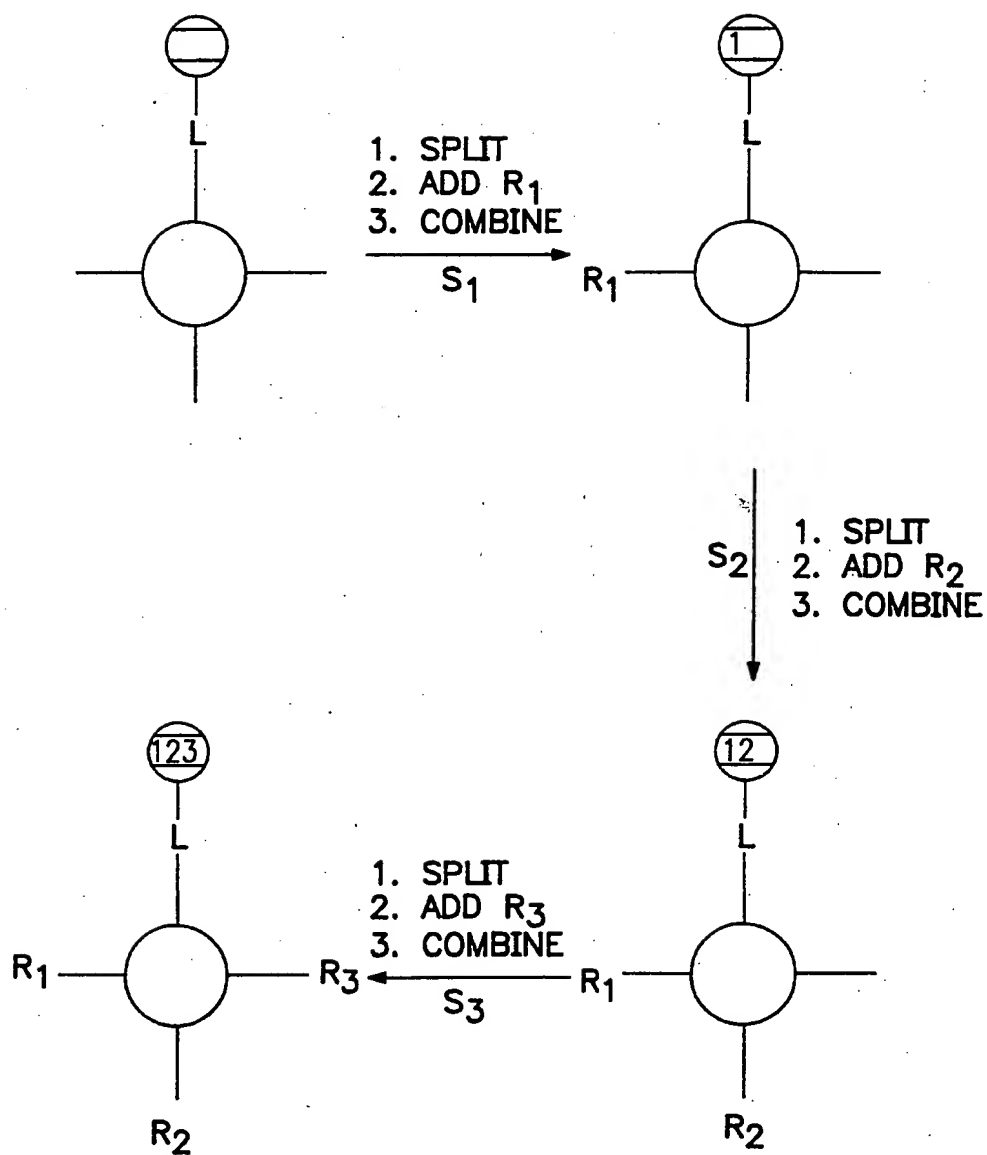 1
L
L
1. SPLIT
2. ADD R₁
3. COMBINE
S₁
R₁
S₂
1. SPLIT
2. ADD R₂
3. COMBINE
123
12
L
L
1. SPLIT
2. ADD R₃
3. COMBINE
R₁
R₃
S₃
R₁
R₂
R₂